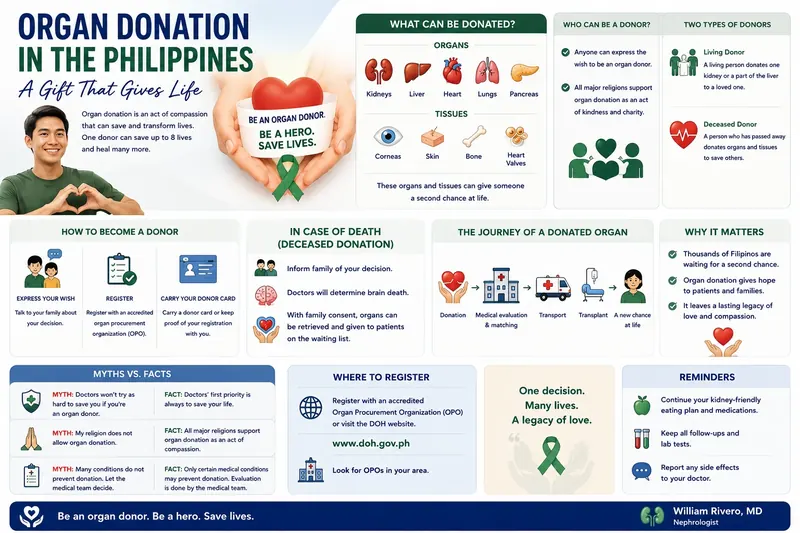 ORGAN DONATION
IN THE PHILIPPINES
A Gift That Gives Life
Organ donation is an act of compassion
that can save and transform lives.
One donor can save up to 8 lives
and heal many more.
BE AN ORGAN DONOR.
BE A HERO.
SAVE LIVES.
WHAT CAN BE DONATED?
ORGANS
Kidneys
Liver
Heart
Lungs
Pancreas
TISSUES
Corneas
Skin
Bone
Heart
Valves
These organs and tissues can give someone
a second chance at life.
WHO CAN BE A DONOR?
Anyone can express the
wish to be an organ donor.
All major religions support
organ donation as an act
of kindness and charity.
TWO TYPES OF DONORS
Living Donor
A living person donates one
kidney or a part of the liver
to a loved one.
Deceased Donor
A person who has passed away
donates organs and tissues to
save others.
HOW TO BECOME A DONOR
EXPRESS YOUR WISH
Talk to your family about
your decision.
REGISTER
Register with an accredited
organ procurement
organization (OPO).
CARRY YOUR DONOR CARD
Carry a donor card or keep
proof of your registration
with you.
IN CASE OF DEATH
(DECEASED DONATION)
Inform family of your decision.
Doctors will determine brain death.
With family consent, organs can
be retrieved and given to patients
on the waiting list.
THE JOURNEY OF A DONATED ORGAN
Donation
Medical evaluation
& matching
Transport
Transplant
A new chance
at life
WHY IT MATTERS
Thousands of Filipinos are
waiting for a second chance.
Organ donation gives hope
to patients and families.
It leaves a lasting legacy of
love and compassion.
MYTHS VS. FACTS
MYTH: Doctors won't try as
hard to save you if you're
an organ donor.
FACT: Doctors' first priority is
always to save your life.
MYTH: My religion does not
allow organ donation.
FACT: All major religions support
organ donation as an act of
compassion.
MYTH: Many conditions do not
prevent donation. Let the
medical team decide.
FACT: Only certain medical conditions
may prevent donation. Evaluation
is done by the medical team.
WHERE TO REGISTER
Register with an accredited
Organ Procurement Organization (OPO)
or visit the DOH website.
www.doh.gov.ph
Look for OPOs in your area.
One decision.
Many lives.
A legacy of love.
REMINDERS
Continue your kidney-friendly
eating plan and medications.
Keep all follow-ups and
lab tests.
Report any side effects
to your doctor.
Be an organ donor. Be a hero. Save lives.
William Rivero, MD
Nephrologist